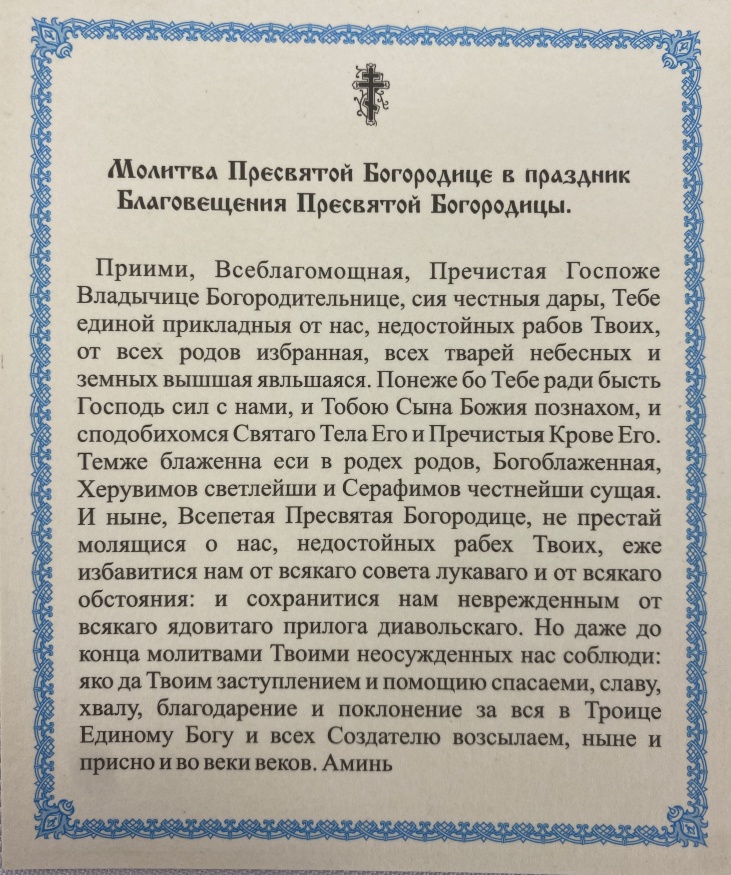 Молитва Пресвятой Богородице в праздник
Благовещения Пресвятой Богородицы.
Приими, Всеблагомощная, Пречистая Госпоже
Владычице Богородительнице, сия честныя дары, Тебе
единой прикладныя от нас, недостойных рабов Твоих,
от всех родов избранная, всех тварей небесных и
земных вышшая явльшаяся. Понеже бо Тебе ради бысть
Господь сил с нами, и Тобою Сына Божия познахом, и
сподобихомся Святаго Тела Его и Пречистыя Крове Его.
Темже блаженна еси в родех родов, Богоблаженная,
Херувимов светлейши и Серафимов честнейши сущая.
И ныне, Всепетая Пресвятая Богородице, не престай
молящися о нас, недостойных рабех Твоих, еже
избавитися нам от всякаго совета лукаваго и от всякаго
обстояния: и сохранитися нам неврежденным от
всякаго ядовитаго прилога диавольскаго. Но даже до
конца молитвами Твоими неосужденных нас соблюди:
яко да Твоим заступлением и помощию спасаеми, славу,
хвалу, благодарение и поклонение за вся в Троице
Единому Богу и всех Создателю возсылаем, ныне и
присно и во веки веков. Аминь